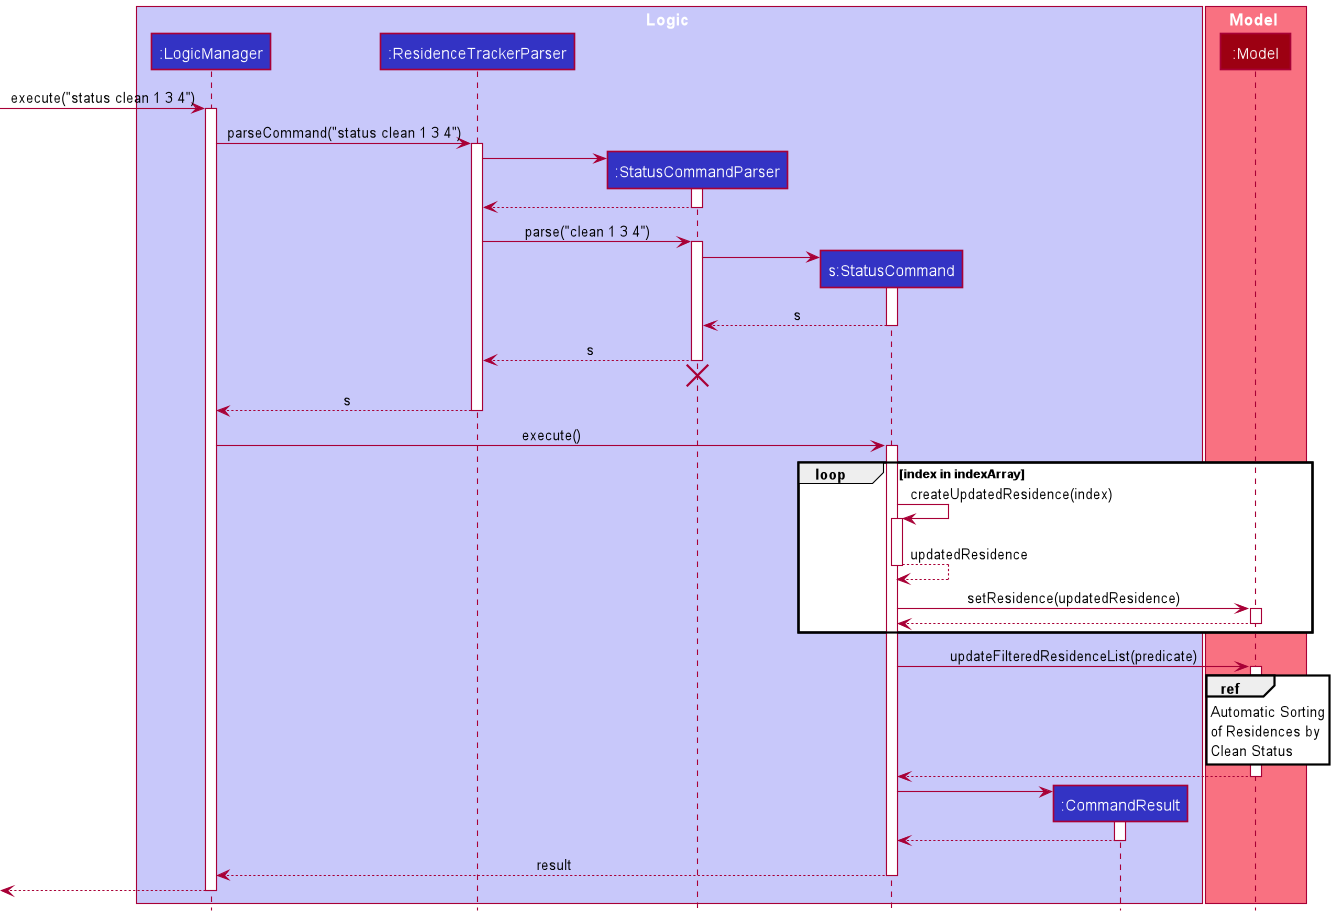 Logic
Model
:LogicManager
:ResidenceTrackerParser
:Model
execute("status clean 1 3 4")
parseCommand("status clean 1 3 4")
:StatusCommandParser
parse("clean 1 3 4")
s:StatusCommand
s
s
s
execute()
loop
[index in indexArray]
createUpdatedResidence(index)
updatedResidence
setResidence(updatedResidence)
updateFilteredResidenceList(predicate)
ref
Automatic Sorting
of Residences by
Clean Status
:CommandResult
result